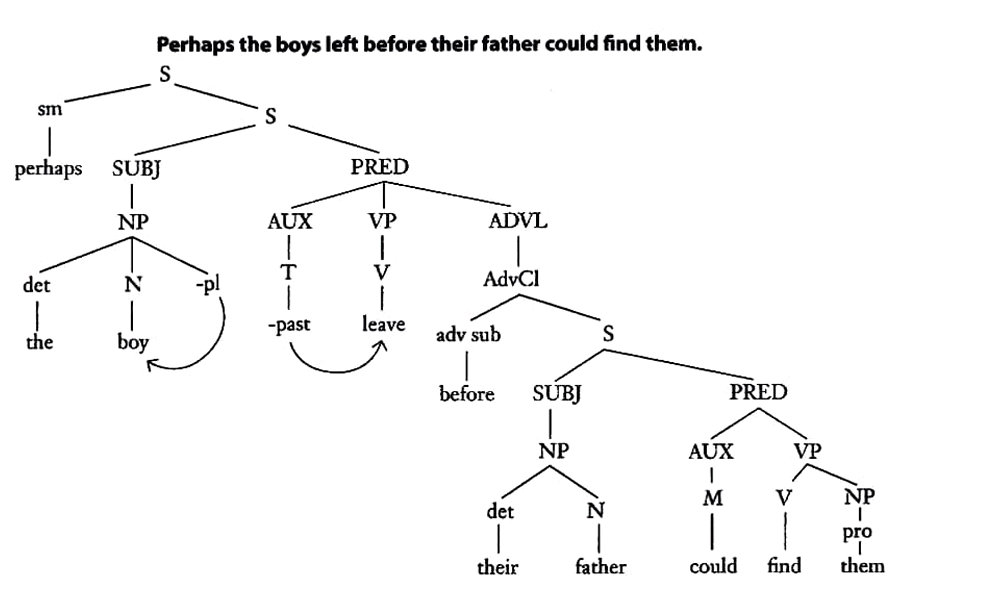 Perhaps the boys left before their father could find them.
S
sm S
perhaps SUBJ PRED
NP AUX VP ADVL
det N -pl T V AdvCl
the boy -past leave adv sub S
before SUBJ PRED
NP AUX VP
det N M V NP
pro
their father could find them